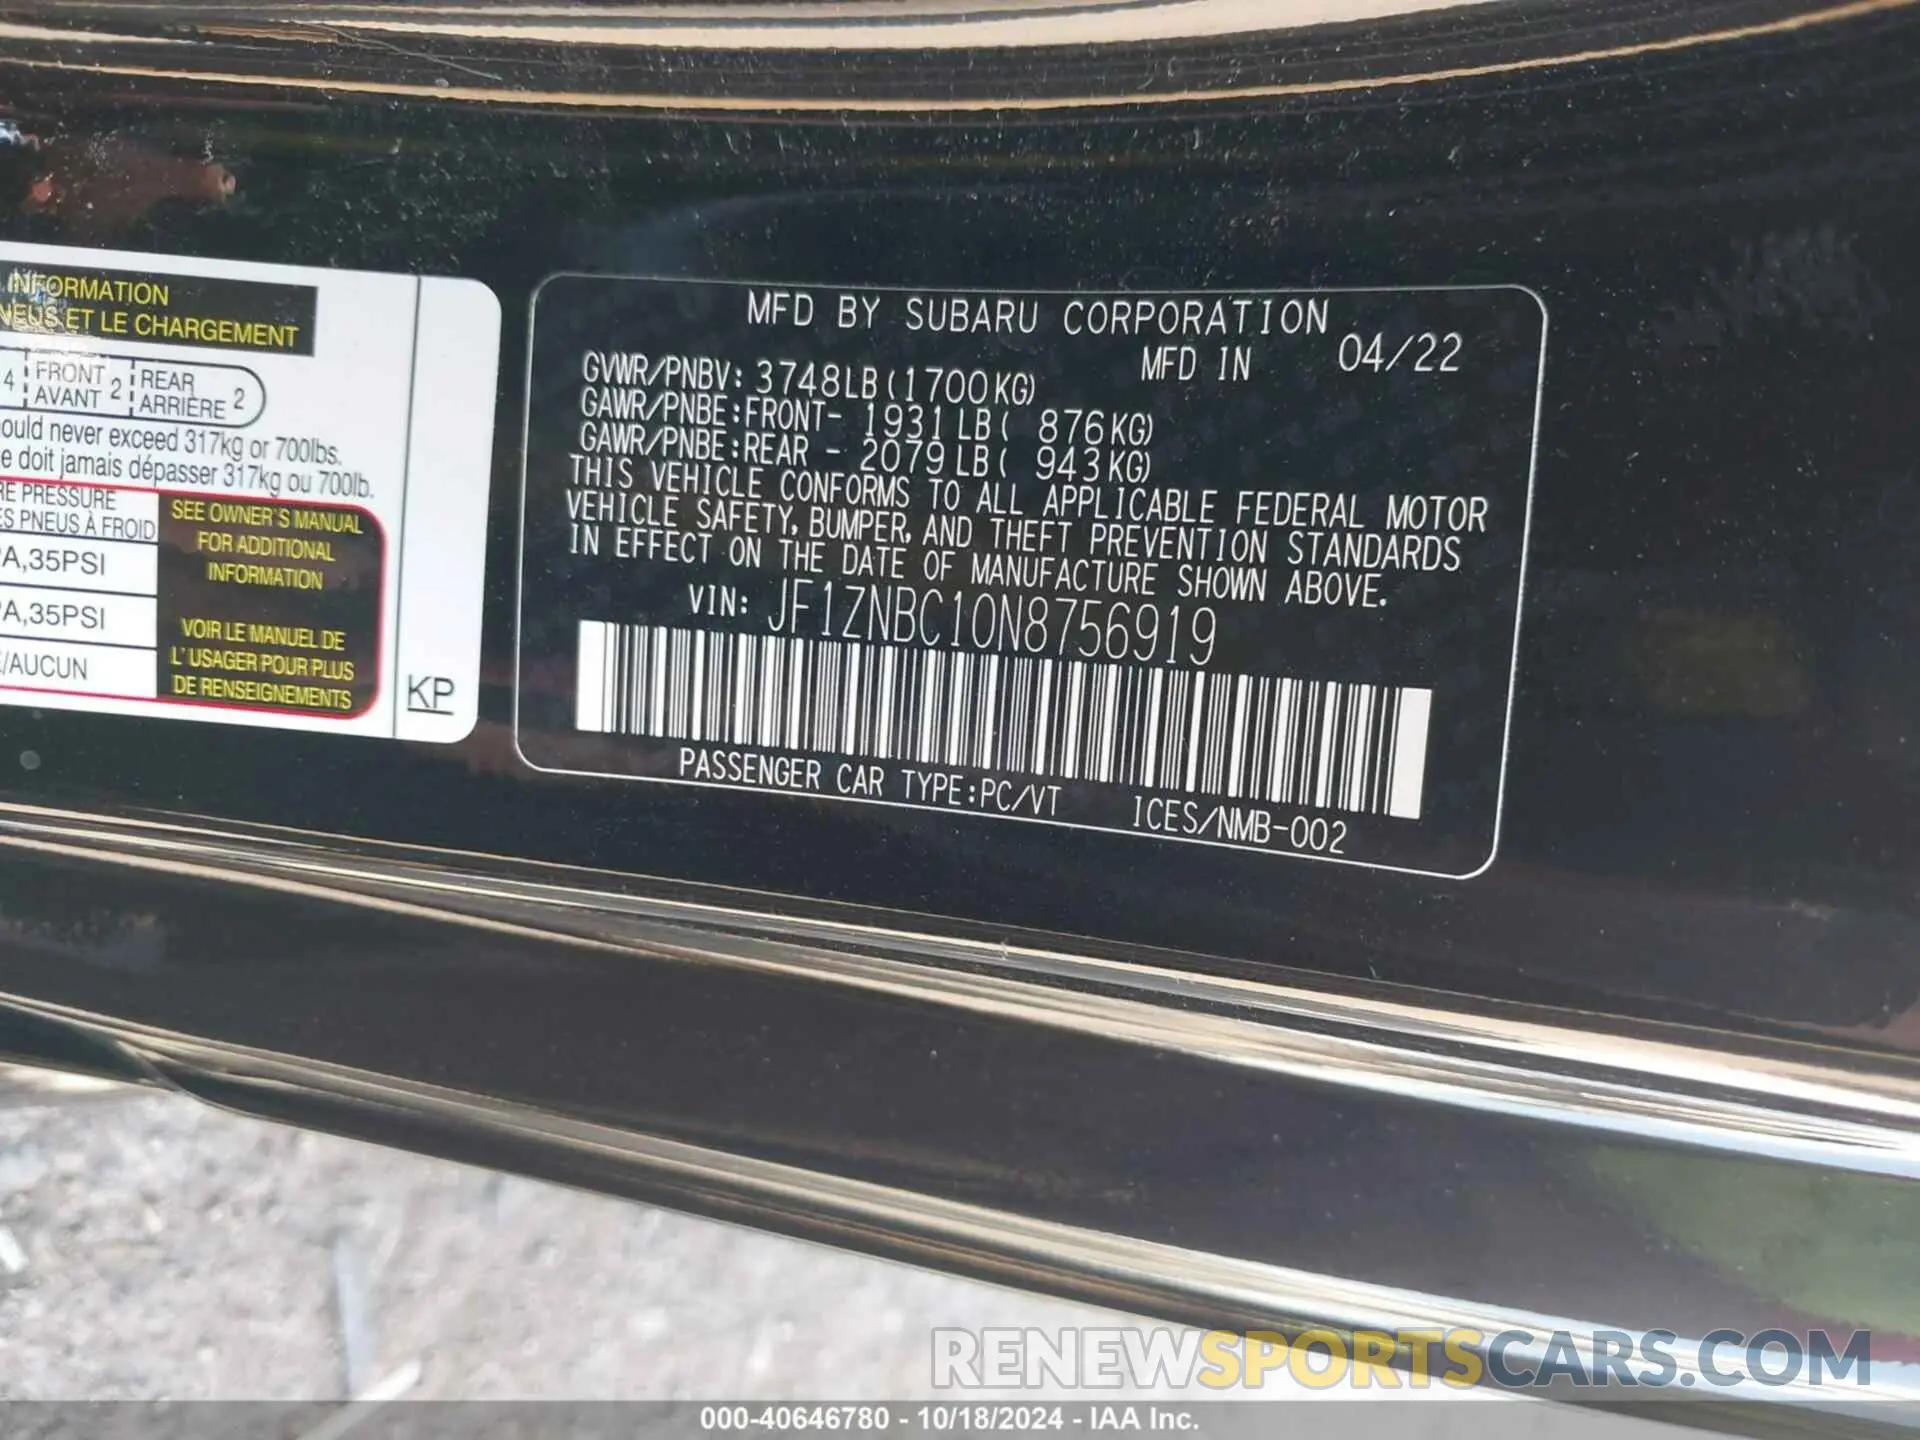 INFORMATION
NEUS ET LE CHARGEMENT
4 FRONT AVANT 2 REAR ARRIÈRE 2
ould never exceed 317kg or 700lbs.
e doit jamais dépasser 317kg ou 700lb.
RE PRESSURE
ES PNEUS À FROID
PA,35PSI
PA,35PSI
E/AUCUN
SEE OWNER'S MANUAL
FOR ADDITIONAL
INFORMATION
VOIR LE MANUEL DE
L'USAGER POUR PLUS
DE RENSEIGNEMENTS
KP
MFD BY SUBARU CORPORATION
MFD IN 04/22
GVWR/PNBV: 3748LB(1700KG)
GAWR/PNBE:FRONT- 1931LB( 876KG)
GAWR/PNBE:REAR - 2079LB( 943KG)
THIS VEHICLE CONFORMS TO ALL APPLICABLE FEDERAL MOTOR
VEHICLE SAFETY, BUMPER, AND THEFT PREVENTION STANDARDS
IN EFFECT ON THE DATE OF MANUFACTURE SHOWN ABOVE.
VIN: JF1ZNBC10N8756919
PASSENGER CAR TYPE:PC/VT ICES/NMB-002
RENEWSPORTSCARS.COM
000-40646780 - 10/18/2024 - IAA Inc.